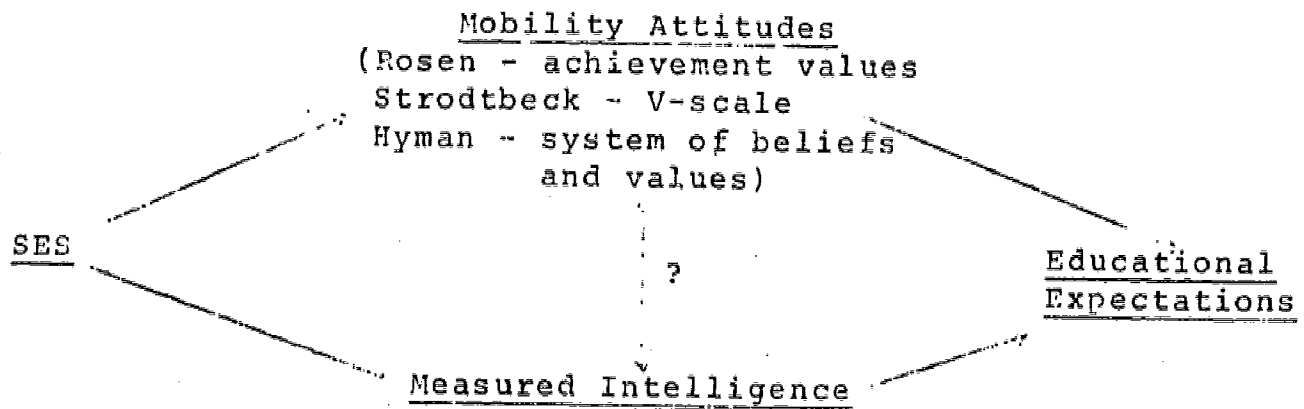 Mobility Attitudes
(Rosen - achievement values
Strodtbeck - V-scale
Hyman - system of beliefs
and values)
SES
?
Educational
Expectations
Measured Intelligence